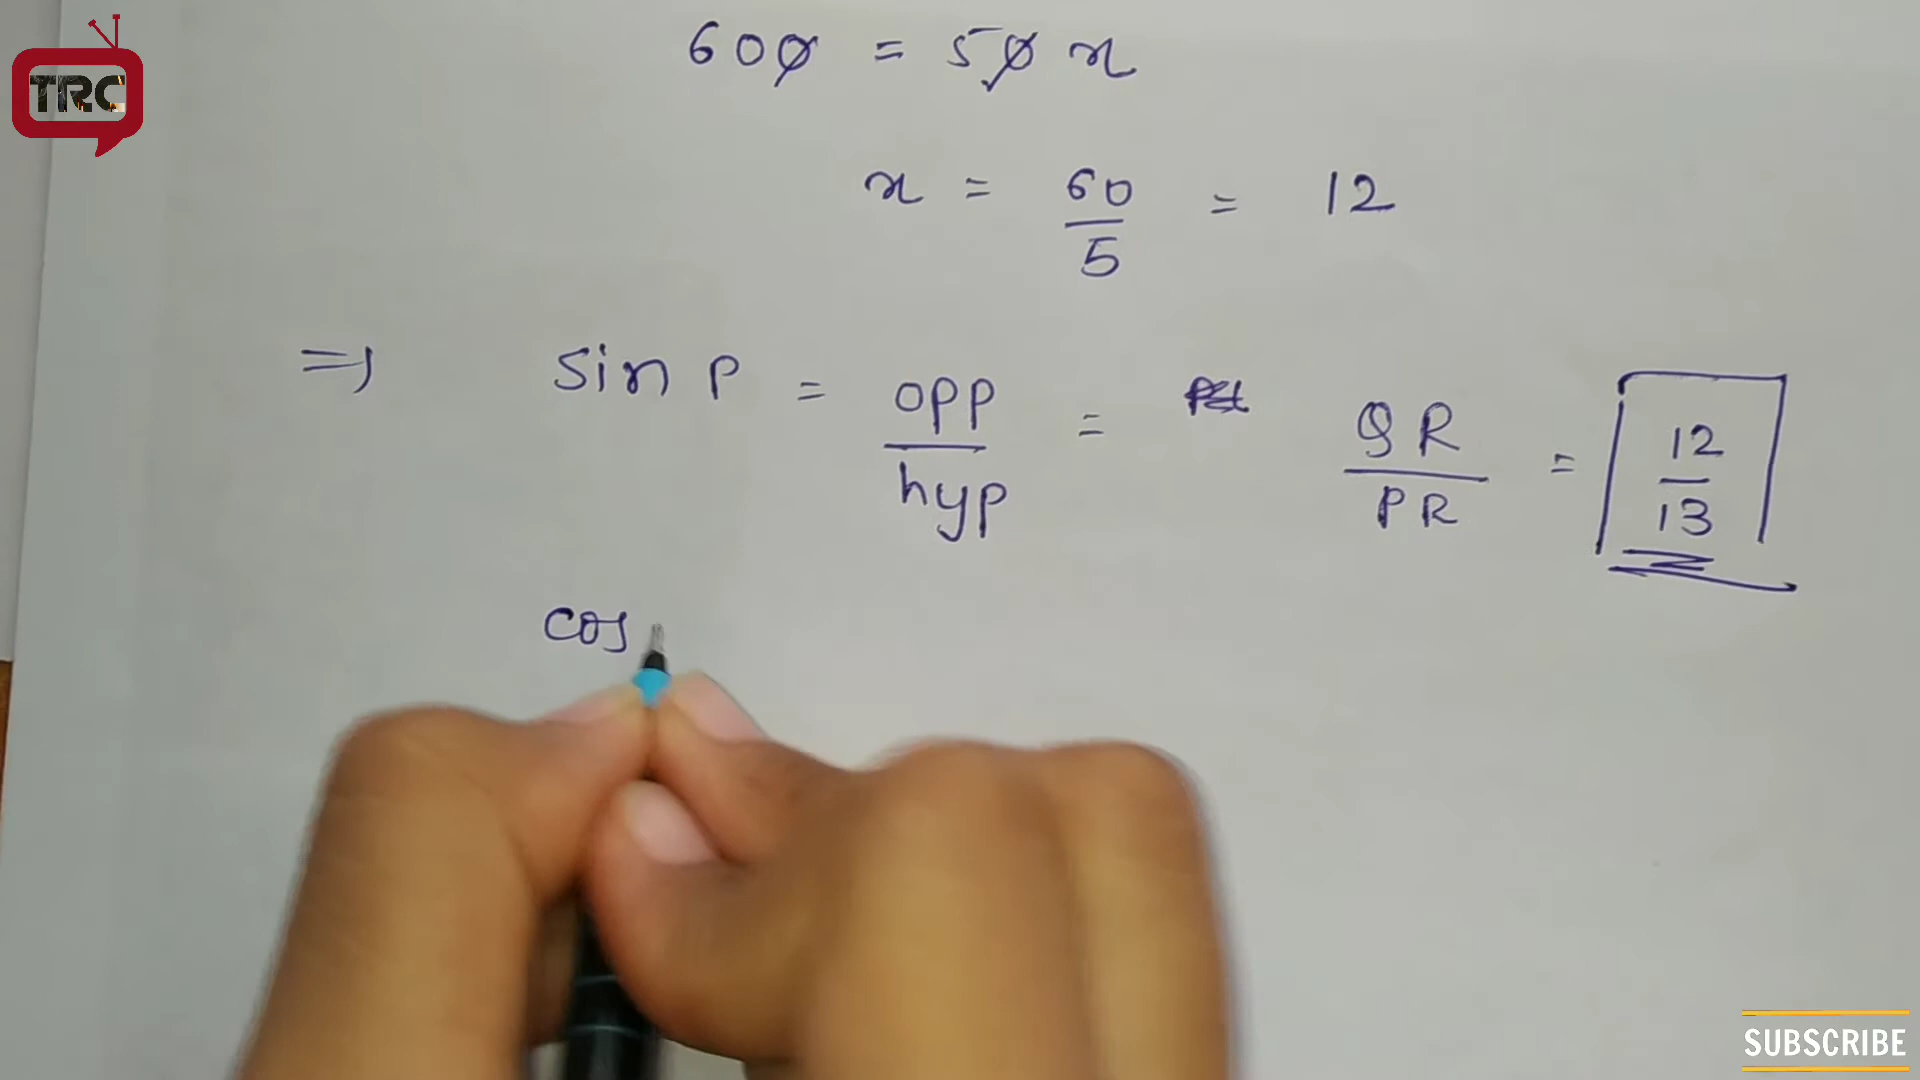 TRC
600 = 50 x
x = 60/5 = 12
=> sin P = opp/hyp = QR/PR = 12/13
cos
SUBSCRIBE